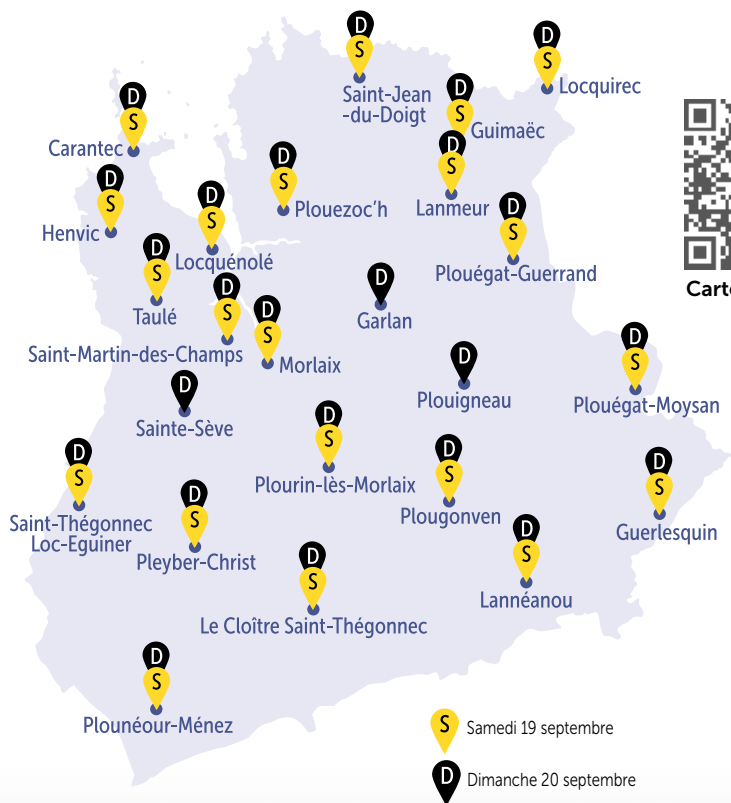 D
S
Saint-Jean
-du-Doigt
D
S
Locquirec
D
S
Guimaëc
D
S
Carantec
D
S
Lanmeur
D
S
Plouezoc'h
D
S
Henvic
D
S
Locquénolé
D
S
Plouégat-Guerrand
D
S
Taulé
D
Garlan
D
S
Saint-Martin-des-Champs
D
S
Morlaix
D
Sainte-Sève
D
Plouigneau
D
S
Plouégat-Moysan
D
S
Plourin-lès-Morlaix
D
S
Saint-Thégonnec
Loc-Eguiner
D
S
Plougonven
D
S
Guerlesquin
D
S
Pleyber-Christ
D
S
Lannéanou
D
S
Le Cloître Saint-Thégonnec
D
S
Plounéour-Ménez
Carte
S Samedi 19 septembre
D Dimanche 20 septembre